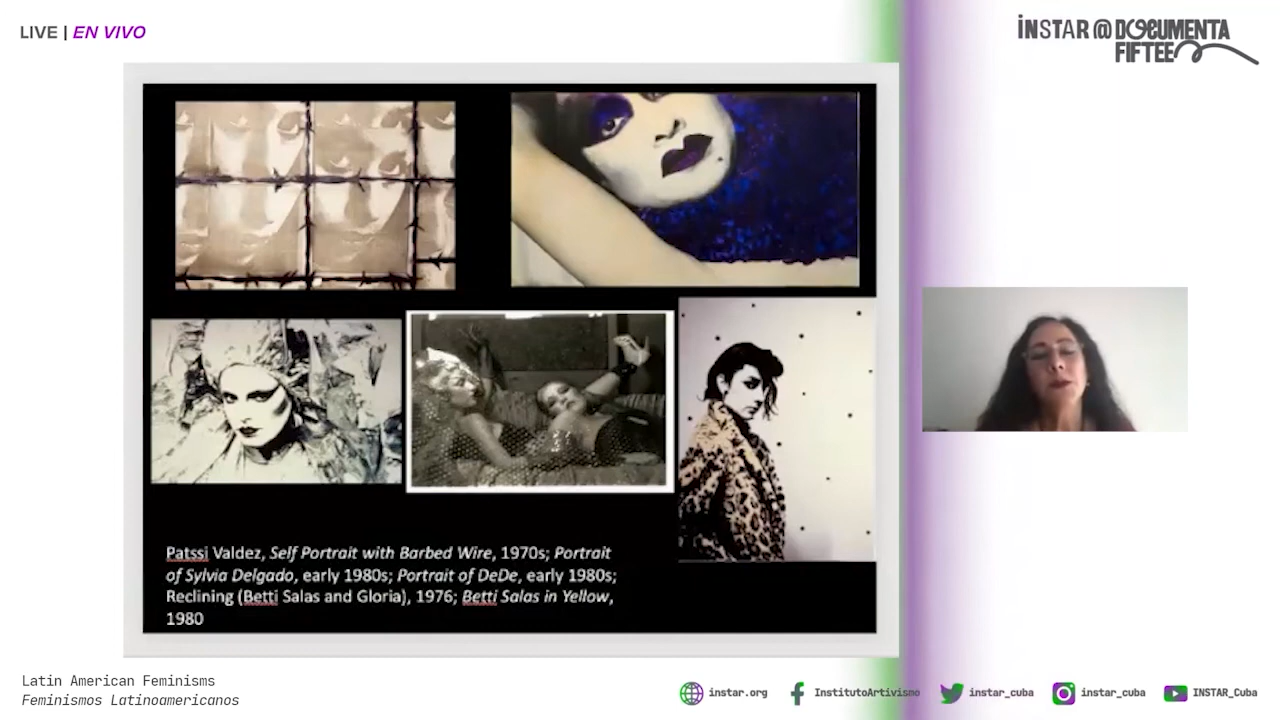 LIVE | EN VIVO
INSTAR @ DOCUMENTA
FIFTEE
Patssi Valdez, Self Portrait with Barbed Wire, 1970s; Portrait
of Sylvia Delgado, early 1980s; Portrait of DeDe, early 1980s;
Reclining (Betti Salas and Gloria), 1976; Betti Salas in Yellow,
1980
Latin American Feminisms
Feminismos Latinoamericanos
instar.org
InstitutoArtivismo
instar_cuba
instar_cuba
INSTAR_Cuba